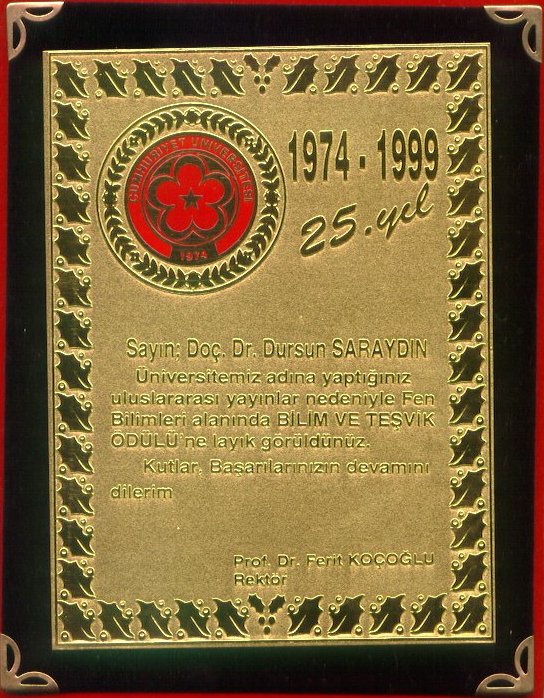 CUMHURİYET ÜNİVERSİTESİ
1974
1974 - 1999
25. yıl
Sayın; Doç. Dr. Dursun SARAYDIN
Üniversitemiz adına yaptığınız
uluslararası yayınlar nedeniyle Fen
Bilimleri alanında BİLİM VE TEŞVİK
ÖDÜLÜ'ne layık görüldünüz.
Kutlar, Başarılarınızın devamını
dilerim
Prof. Dr. Ferit KOÇOĞLU
Rektör